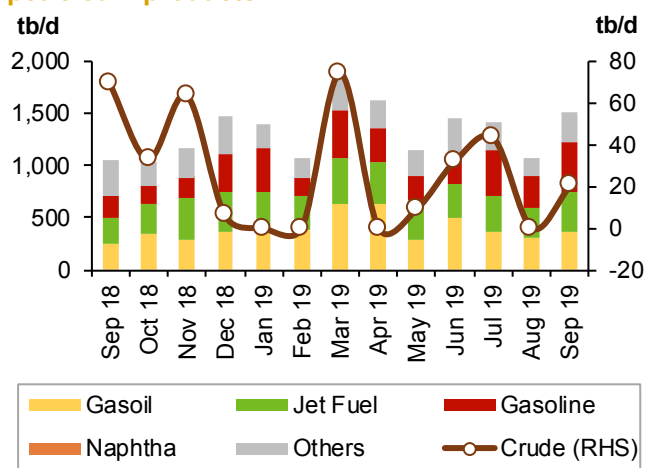 tb/d tb/d
2,000 80
1,500 60
1,000 40
500 20
0 0
-20
Sep 18 Oct 18 Nov 18 Dec 18 Jan 19 Feb 19 Mar 19 Apr 19 May 19 Jun 19 Jul 19 Aug 19 Sep 19
Gasoil Jet Fuel Gasoline
Naphtha Others Crude (RHS)